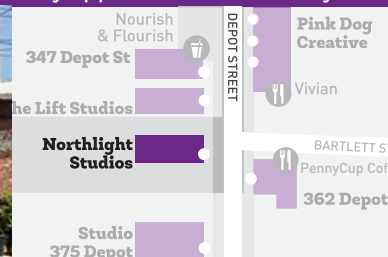 Nourish
& Flourish
347 Depot St
he Lift Studios
Northlight
Studios
Studio
375 Depot
DEPOT STREET
Pink Dog
Creative
Vivian
BARTLETT S
PennyCup Cof
362 Depot